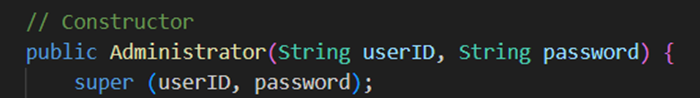 // Constructor
public Administrator(String userID, String password) {
super (userID, password);